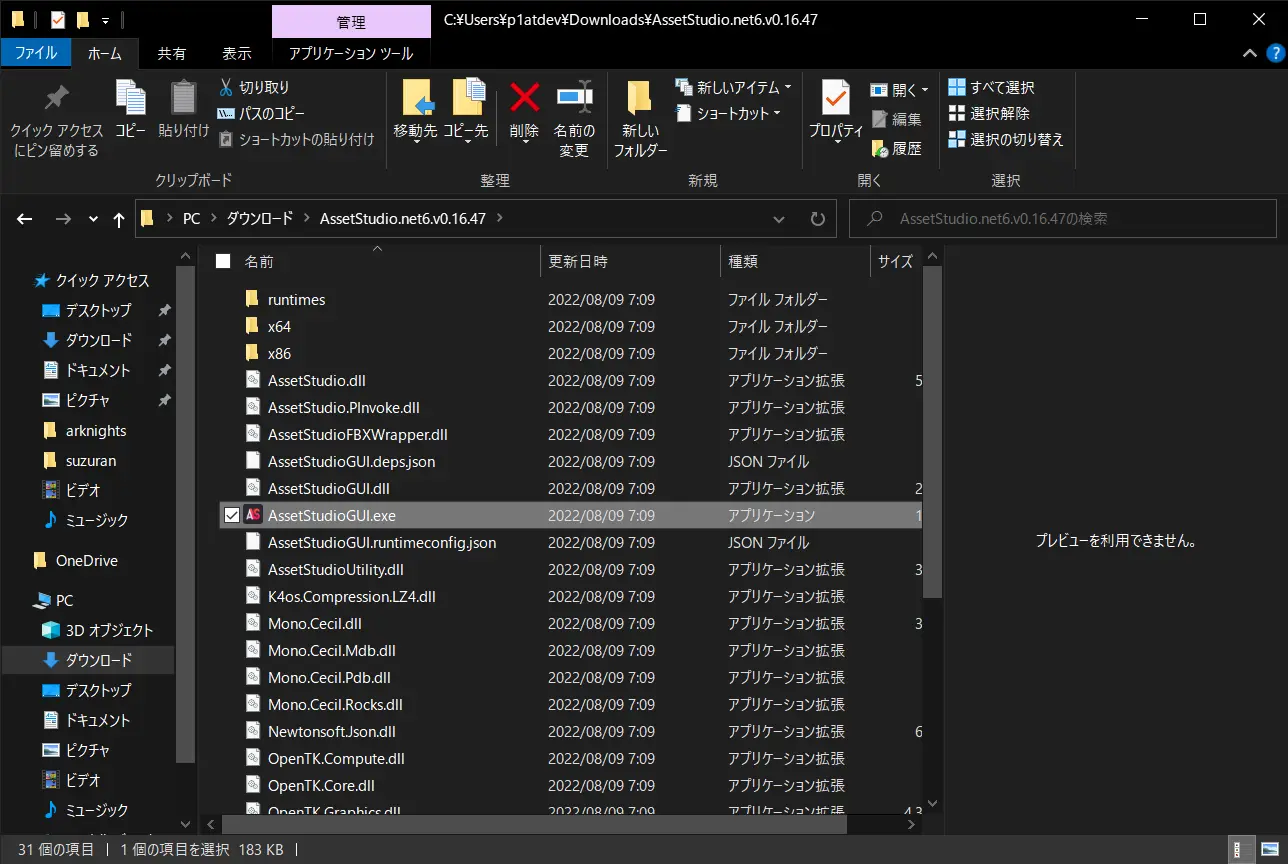 管理
C:¥Users¥p1atdev¥Downloads¥AssetStudio.net6.v0.16.47
ファイル
ホーム
共有
表示
アプリケーション ツール
クイック アクセス
にピン留めする
コピー
貼り付け
切り取り
パスのコピー
ショートカットの貼り付け
クリップボード
移動先
コピー先
削除
名前の
変更
整理
新しい
フォルダー
新しいアイテム
ショートカット
新規
プロパティ
開く
編集
履歴
開く
すべて選択
選択解除
選択の切り替え
選択
PC
ダウンロード
AssetStudio.net6.v0.16.47
AssetStudio.net6.v0.16.47の検索
クイック アクセス
デスクトップ
ダウンロード
ドキュメント
ピクチャ
arknights
suzuran
ビデオ
ミュージック
OneDrive
PC
3D オブジェクト
ダウンロード
デスクトップ
ドキュメント
ピクチャ
ビデオ
ミュージック
名前 更新日時 種類 サイズ
runtimes 2022/08/09 7:09 ファイル フォルダー
x64 2022/08/09 7:09 ファイル フォルダー
x86 2022/08/09 7:09 ファイル フォルダー
AssetStudio.dll 2022/08/09 7:09 アプリケーション拡張 5
AssetStudio.PInvoke.dll 2022/08/09 7:09 アプリケーション拡張
AssetStudioFBXWrapper.dll 2022/08/09 7:09 アプリケーション拡張
AssetStudioGUI.deps.json 2022/08/09 7:09 JSON ファイル
AssetStudioGUI.dll 2022/08/09 7:09 アプリケーション拡張 2
AS AssetStudioGUI.exe 2022/08/09 7:09 アプリケーション 1
AssetStudioGUI.runtimeconfig.json 2022/08/09 7:09 JSON ファイル
AssetStudioUtility.dll 2022/08/09 7:09 アプリケーション拡張 3
K4os.Compression.LZ4.dll 2022/08/09 7:09 アプリケーション拡張
Mono.Cecil.dll 2022/08/09 7:09 アプリケーション拡張 3
Mono.Cecil.Mdb.dll 2022/08/09 7:09 アプリケーション拡張
Mono.Cecil.Pdb.dll 2022/08/09 7:09 アプリケーション拡張
Mono.Cecil.Rocks.dll 2022/08/09 7:09 アプリケーション拡張
Newtonsoft.Json.dll 2022/08/09 7:09 アプリケーション拡張 6
OpenTK.Compute.dll 2022/08/09 7:09 アプリケーション拡張
OpenTK.Core.dll 2022/08/09 7:09 アプリケーション拡張
OpenTK.Graphics.dll 2022/08/09 7:09 アプリケーション拡張 4,3
プレビューを利用できません。
31 個の項目
1 個の項目を選択 183 KB